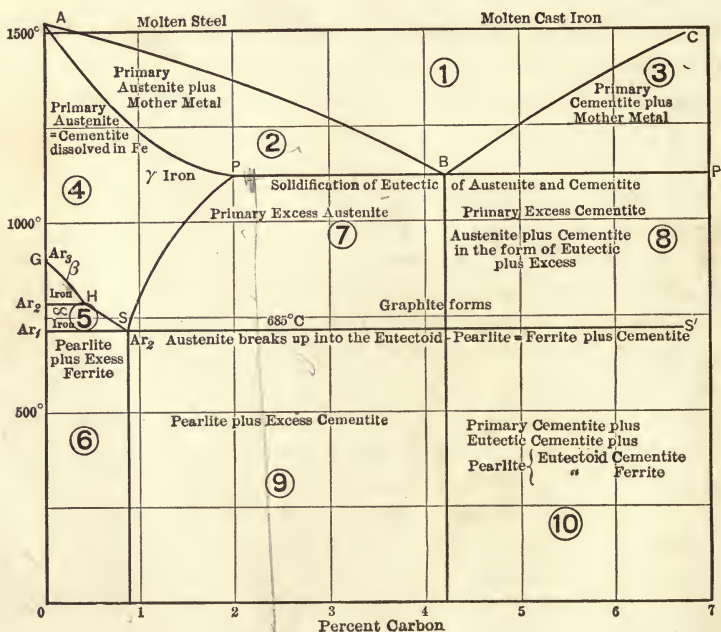 A
Molten Steel
Molten Cast Iron
1500°
C
①
③
Primary
Austenite plus
Mother Metal
Primary
Cementite plus
Mother Metal
Primary
Austenite
=Cementite
dissolved in Fe
②
④
γ Iron
P
B
P
Solidification of Eutectic of Austenite and Cementite
Primary Excess Austenite
Primary Excess Cementite
1000°
⑦
⑧
Austenite plus Cementite
in the form of Eutectic
plus Excess
G
Ar3
β
Iron
H
Ar2
∝
⑤
Iron
S
Graphite forms
685°C
S'
Ar1
Ar2 Austenite breaks up into the Eutectoid - Pearlite = Ferrite plus Cementite
Pearlite
plus Exess
Ferrite
500°
⑥
Pearlite plus Excess Cementite
Primary Cementite plus
Eutectic Cementite plus
Pearlite { Eutectoid Cementite
" Ferrite
⑨
⑩
0 1 2 3 4 5 6 7
Percent Carbon